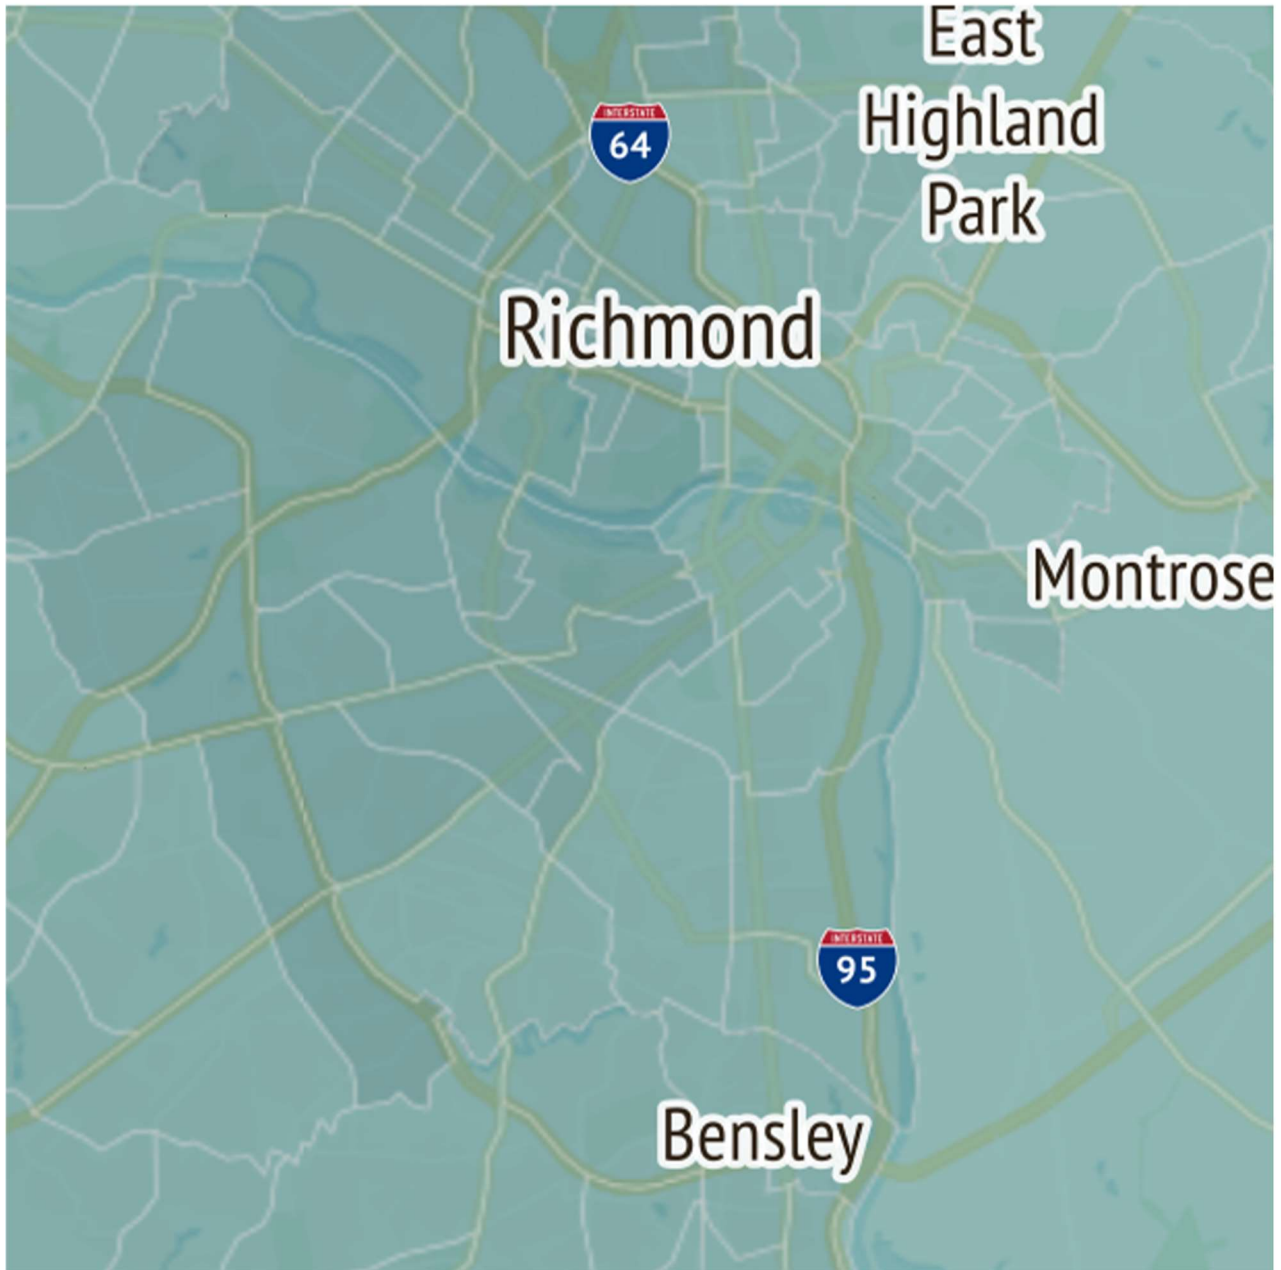 East
Highland
Park
INTERSTATE
64
Richmond
Montrose
INTERSTATE
95
Bensley